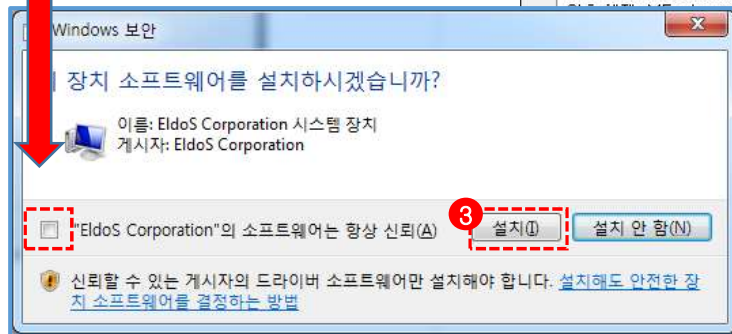 Windows 보안
장치 소프트웨어를 설치하시겠습니까?
이름: EldoS Corporation 시스템 장치
게시자: EldoS Corporation
"EldoS Corporation"의 소프트웨어는 항상 신뢰(A)
3
설치(I)
설치 안 함(N)
신뢰할 수 있는 게시자의 드라이버 소프트웨어만 설치해야 합니다. 설치해도 안전한 장
치 소프트웨어를 결정하는 방법